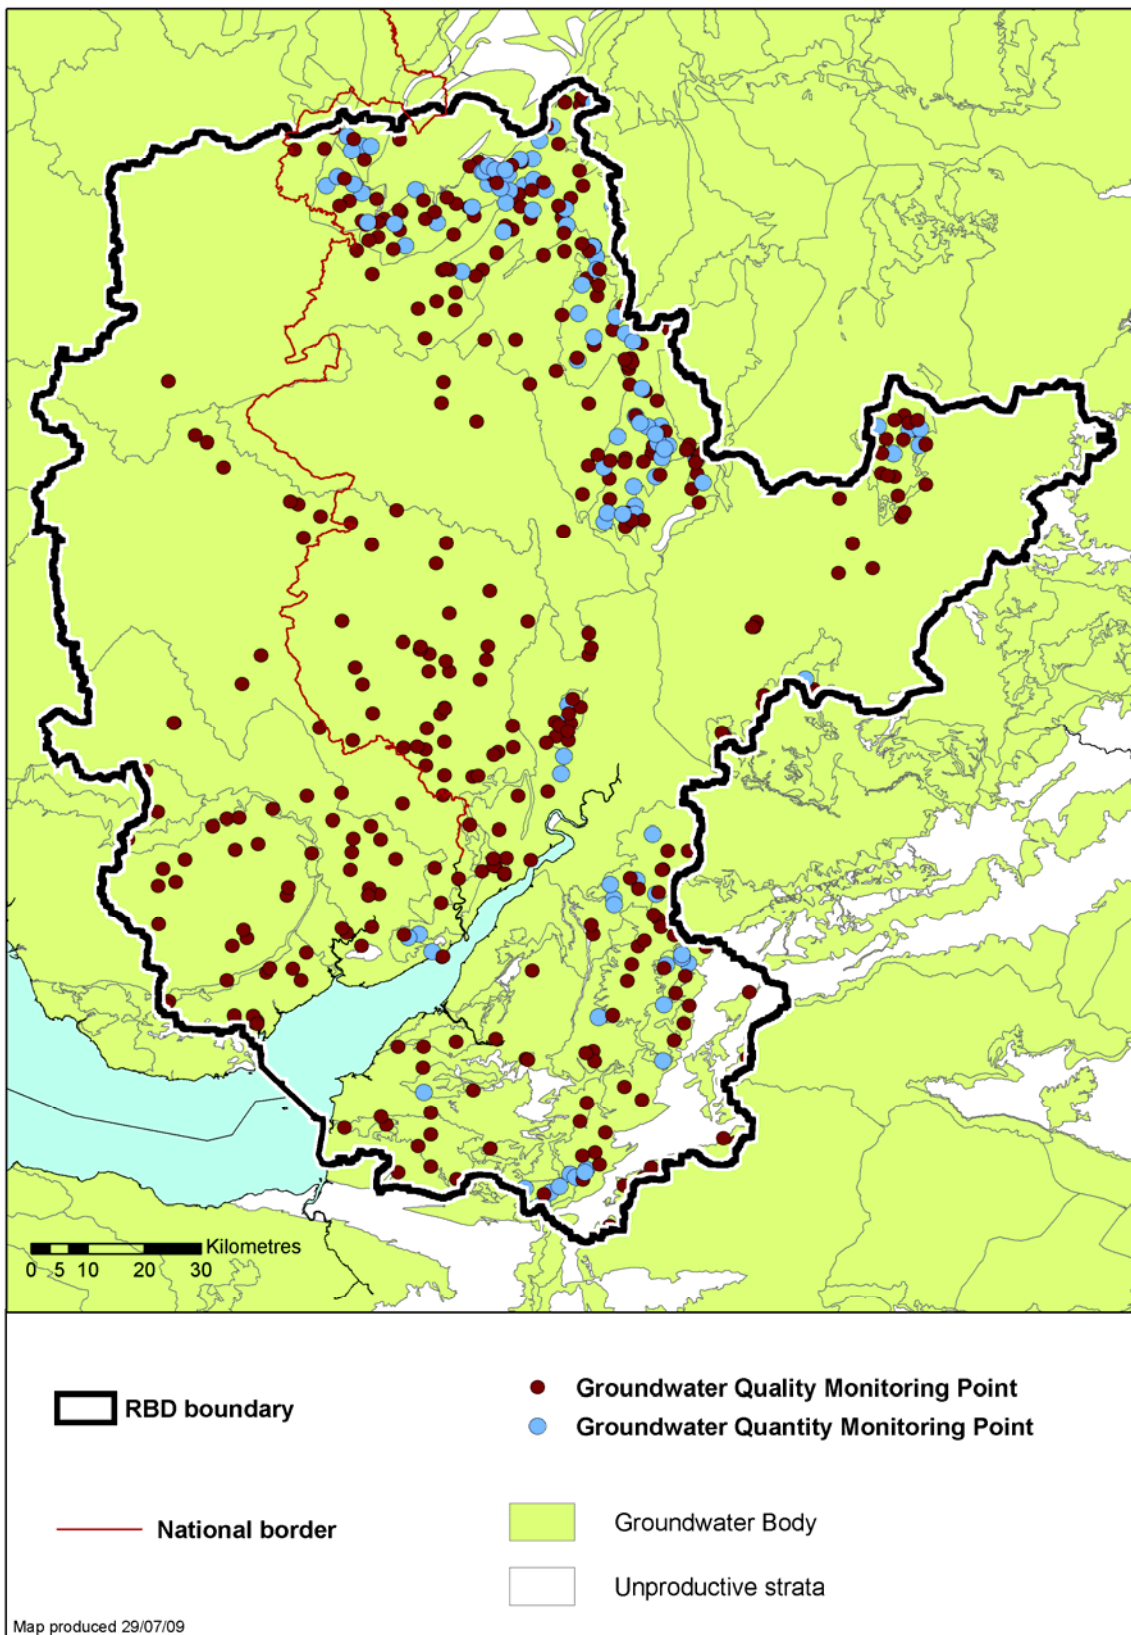 Kilometres
0 5 10 20 30
RBD boundary
Groundwater Quality Monitoring Point
Groundwater Quantity Monitoring Point
National border
Groundwater Body
Unproductive strata
Map produced 29/07/09